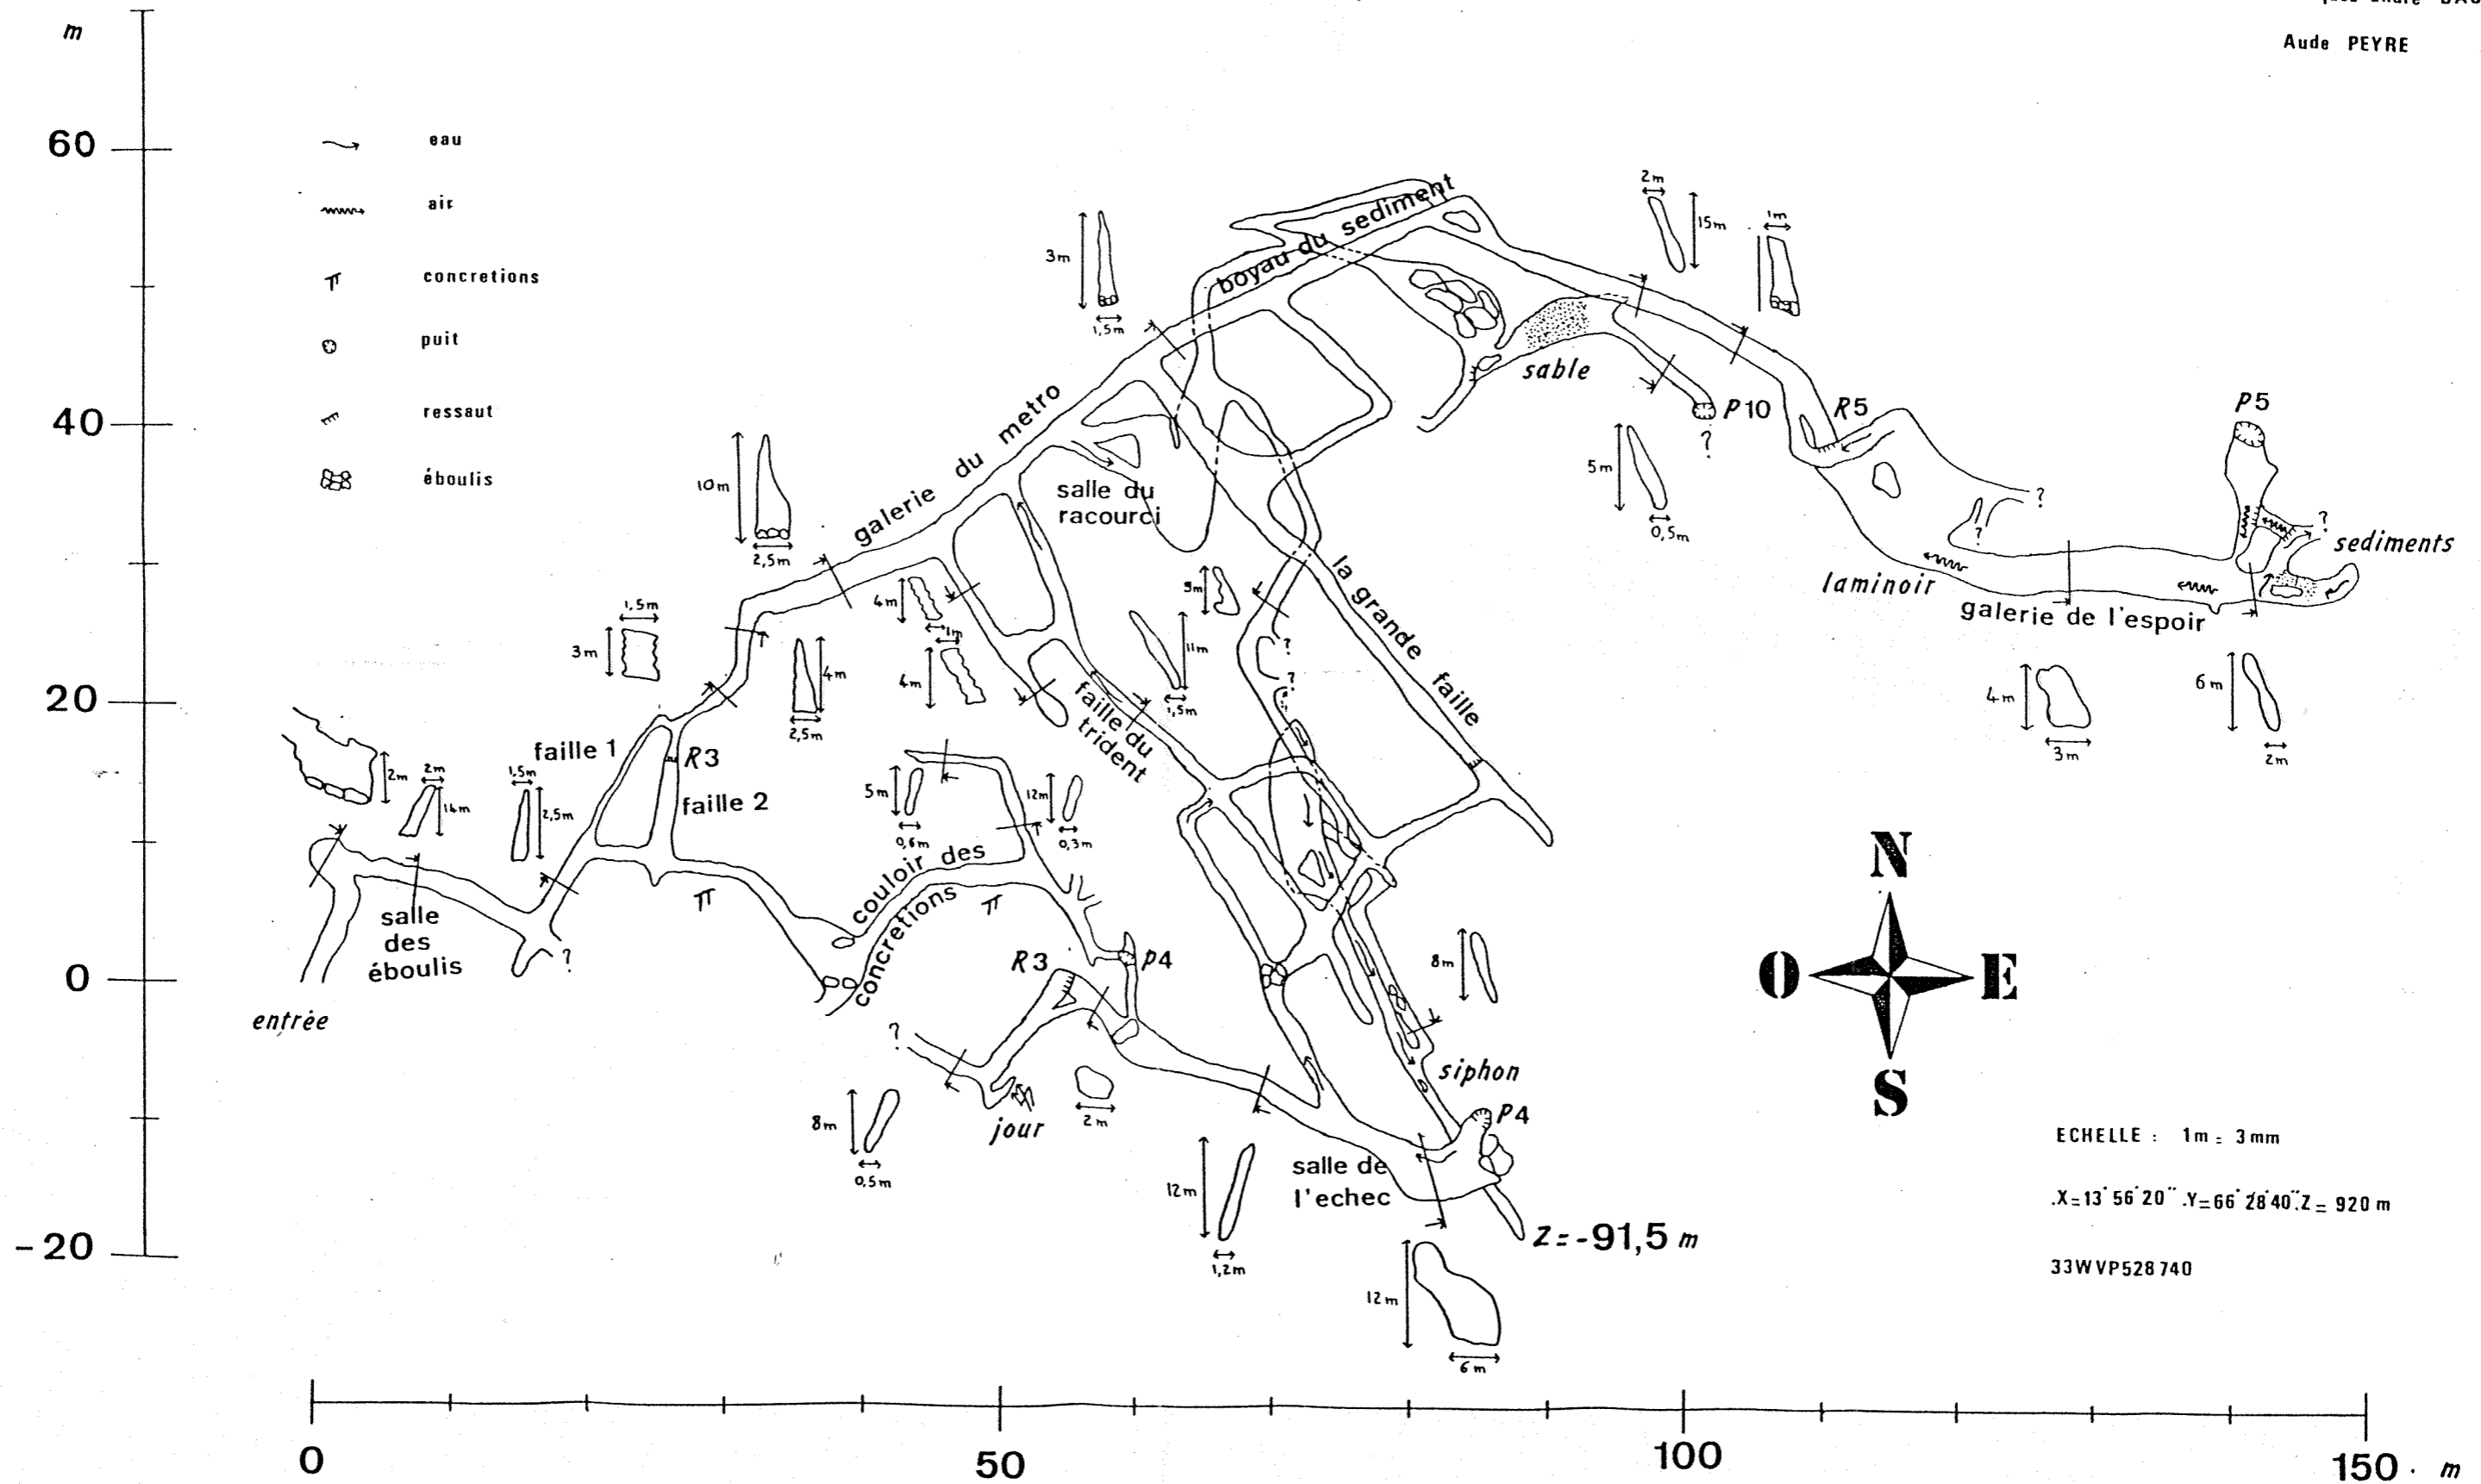 Aude PEYRE
m
60
40
20
0
-20
eau
air
concretions
puit
ressaut
éboulis
3m
1,5m
2m
15m
1m
boyau du sediment
galerie du metro
sable
P10
?
R5
P5
?
?
?
sediments
laminoir
galerie de l'espoir
5m
0,5m
4m
3m
6m
2m
10m
2,5m
salle du
racourci
la grande faille
1,5m
3m
4m
2,5m
4m
1m
4m
11m
1,5m
?
?
faille du
trident
faille 1
R3
faille 2
2m
2m
14m
1,5m
2,5m
5m
0,6m
12m
0,3m
couloir des
concretions
salle
des
éboulis
?
entrée
R3
P4
?
jour
8m
0,5m
2m
8m
siphon
P4
salle de
l'echec
12m
1,2m
Z=-91,5 m
12m
6m
N
O
E
S
ECHELLE : 1m = 3mm
.X=13°56'20" .Y=66°28'40".Z = 920 m
33WVP528740
0
50
100
150 . m